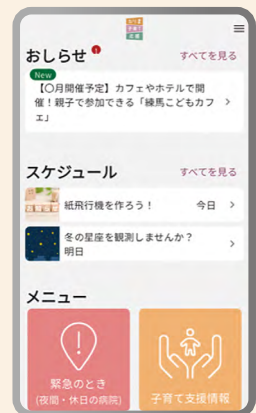 おしらせ 1
すべてを見る
New
【〇月開催予定】カフェやホテルで開
催！親子で参加できる「練馬こどもカフ
ェ」
スケジュール
すべてを見る
紙飛行機を作ろう！
今日
冬の星座を観測しませんか？
明日
メニュー
緊急のとき
(夜間・休日の病院)
子育て支援情報